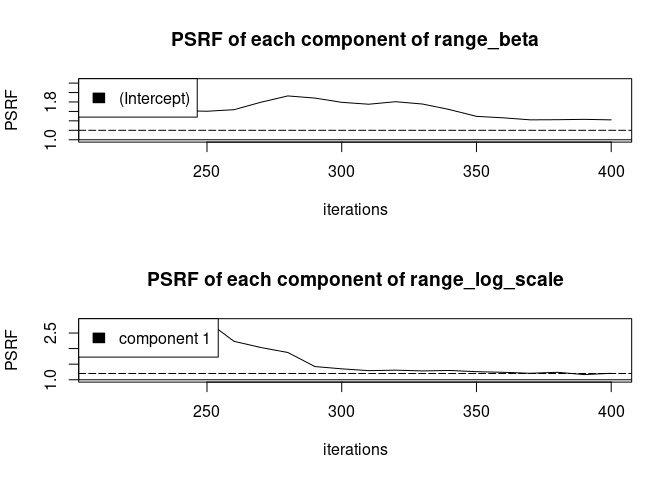 PSRF of each component of range_beta
PSRF
1.8
1.0
(Intercept)
250 300 350 400
iterations
PSRF of each component of range_log_scale
PSRF
2.5
1.0
component 1
250 300 350 400
iterations